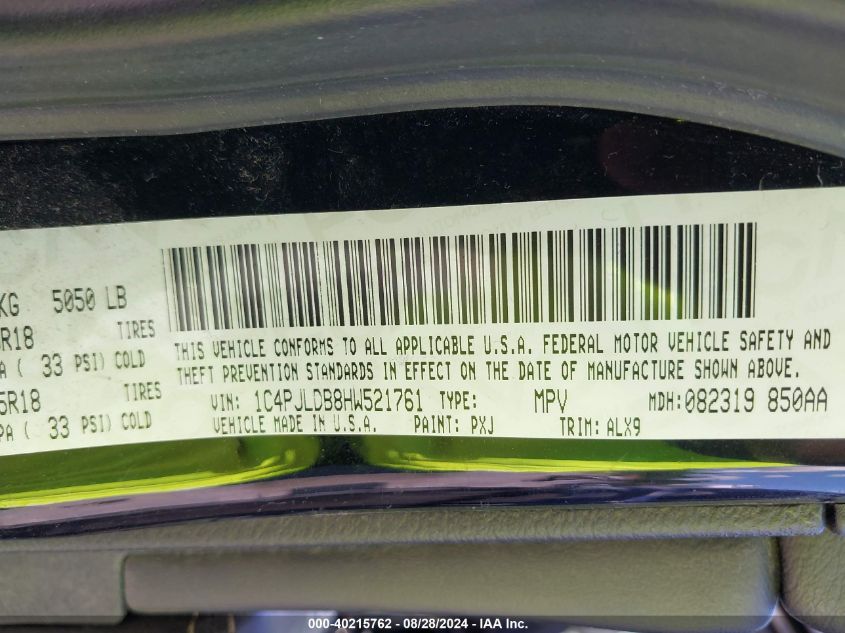 KG 5050 LB
R18 TIRES
( 33 PSI) COLD
5R18 TIRES
PA ( 33 PSI) COLD
THIS VEHICLE CONFORMS TO ALL APPLICABLE U.S.A. FEDERAL MOTOR VEHICLE SAFETY AND
THEFT PREVENTION STANDARDS IN EFFECT ON THE DATE OF MANUFACTURE SHOWN ABOVE.
VIN: 1C4PJLDB8HW521761 TYPE: MPV MDH:082319 850AA
VEHICLE MADE IN U.S.A. PAINT: PXJ TRIM: ALX9
000-40215762 - 08/28/2024 - IAA Inc.